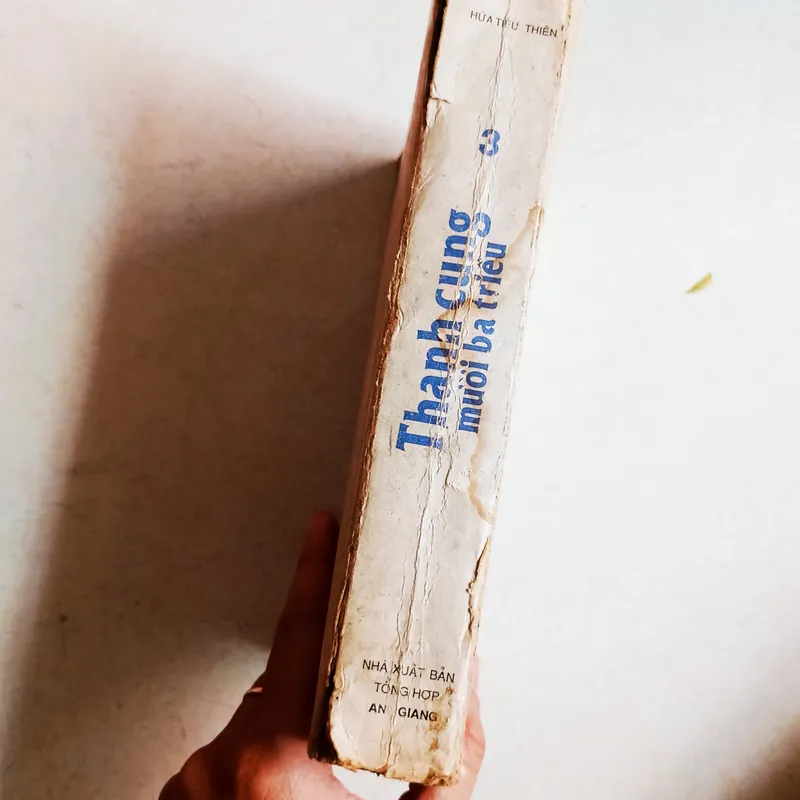 HỨA TIẾU THIÊN
3
Thanh cung
mười ba triều
NHÀ XUẤT BẢN
TỔNG HỢP
AN GIANG